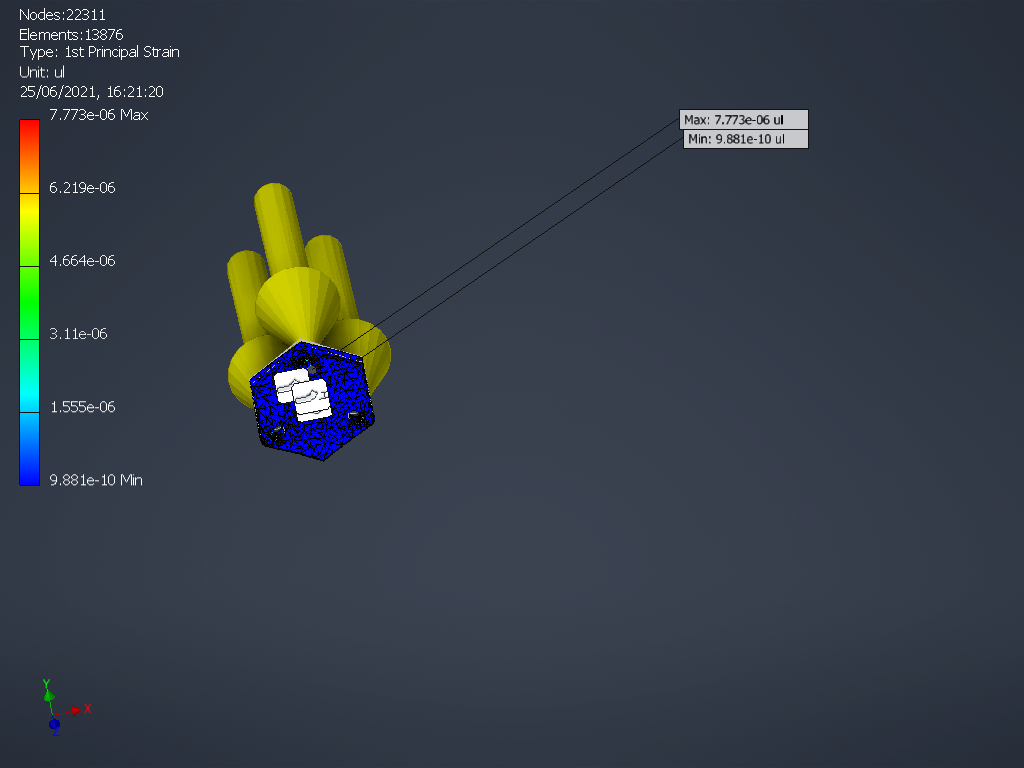 Nodes:22311
Elements:13876
Type: 1st Principal Strain
Unit: ul
25/06/2021, 16:21:20
7.773e-06 Max
6.219e-06
4.664e-06
3.11e-06
1.555e-06
9.881e-10 Min
Max: 7.773e-06 ul
Min: 9.881e-10 ul
Y
X
Z